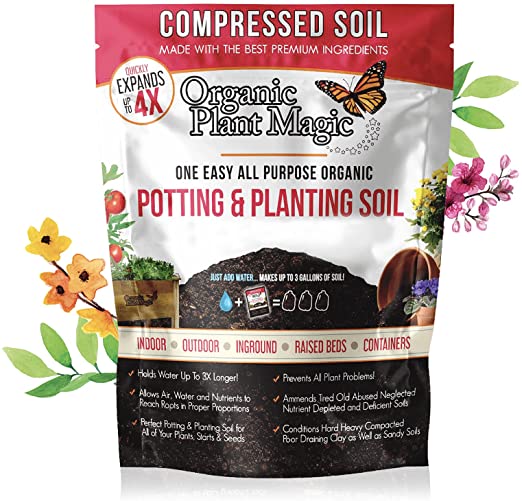 COMPRESSED SOIL
MADE WITH THE BEST PREMIUM INGREDIENTS
QUICKLY
EXPANDS
UP TO 4X
Organic
Plant Magic
ONE EASY ALL PURPOSE ORGANIC
POTTING & PLANTING SOIL
JUST ADD WATER... MAKES UP TO 3 GALLONS OF SOIL!
+ =
INDOOR • OUTDOOR • INGROUND • RAISED BEDS • CONTAINERS
✓ Holds Water Up To 3X Longer!
✓ Allows Air, Water and Nutrients to
Reach Roots in Proper Proportions
✓ Perfect Potting & Planting Soil for
All of Your Plants, Starts & Seeds
✓ Prevents All Plant Problems!
✓ Ammends Tired Old Abused Neglected
Nutrient Depleted and Deficient Soils
✓ Conditions Hard Heavy Compacted
Poor Draining Clay as Well as Sandy Soils